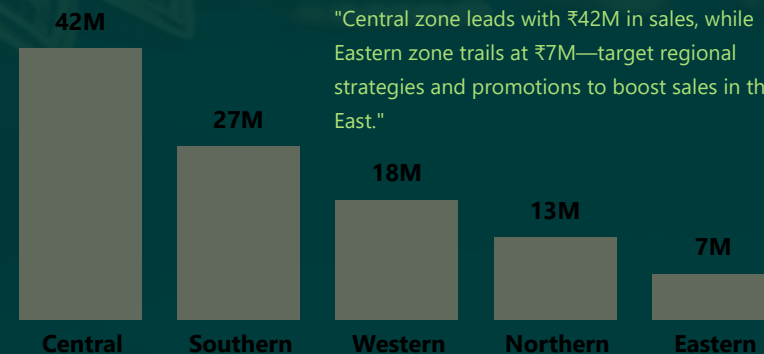 42M
"Central zone leads with ₹42M in sales, while
Eastern zone trails at ₹7M—target regional
strategies and promotions to boost sales in
East."
27M
18M
13M
7M
Central Southern Western Northern Eastern